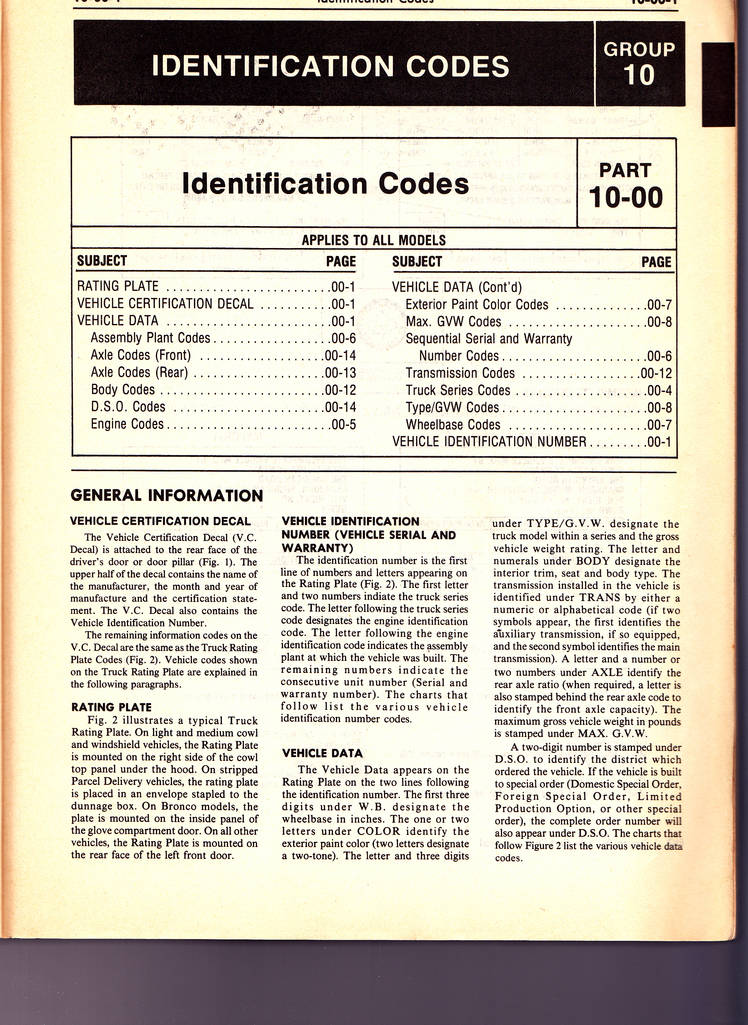 10-00-1
Identification Codes
10-00-1
IDENTIFICATION CODES
GROUP
10
Identification Codes
PART
10-00
APPLIES TO ALL MODELS
SUBJECT PAGE
RATING PLATE .........................00-1
VEHICLE CERTIFICATION DECAL ..........00-1
VEHICLE DATA .........................00-1
Assembly Plant Codes.................00-6
Axle Codes (Front) ...................00-14
Axle Codes (Rear) ....................00-13
Body Codes .........................00-12
D.S.O. Codes .......................00-14
Engine Codes........................00-5
SUBJECT PAGE
VEHICLE DATA (Cont'd)
Exterior Paint Color Codes ..............00-7
Max. GVW Codes .....................00-8
Sequential Serial and Warranty
Number Codes......................00-6
Transmission Codes ..................00-12
Truck Series Codes ....................00-4
Type/GVW Codes......................00-8
Wheelbase Codes .....................00-7
VEHICLE IDENTIFICATION NUMBER.........00-1
GENERAL INFORMATION
VEHICLE CERTIFICATION DECAL
The Vehicle Certification Decal (V.C.
Decal) is attached to the rear face of the
driver's door or door pillar (Fig. 1). The
upper half of the decal contains the name of
the manufacturer, the month and year of
manufacture and the certification state-
ment. The V.C. Decal also contains the
Vehicle Identification Number.
The remaining information codes on the
V.C. Decal are the same as the Truck Rating
Plate Codes (Fig. 2). Vehicle codes shown
on the Truck Rating Plate are explained in
the following paragraphs.
RATING PLATE
Fig. 2 illustrates a typical Truck
Rating Plate. On light and medium cowl
and windshield vehicles, the Rating Plate
is mounted on the right side of the cowl
top panel under the hood. On stripped
Parcel Delivery vehicles, the rating plate
is placed in an envelope stapled to the
dunnage box. On Bronco models, the
plate is mounted on the inside panel of
the glove compartment door. On all other
vehicles, the Rating Plate is mounted on
the rear face of the left front door.
VEHICLE IDENTIFICATION
NUMBER (VEHICLE SERIAL AND
WARRANTY)
The identification number is the first
line of numbers and letters appearing on
the Rating Plate (Fig. 2). The first letter
and two numbers indiate the truck series
code. The letter following the truck series
code designates the engine identification
code. The letter following the engine
identification code indicates the assembly
plant at which the vehicle was built. The
remaining numbers indicate the
consecutive unit number (Serial and
warranty number). The charts that
follow list the various vehicle
identification number codes.
VEHICLE DATA
The Vehicle Data appears on the
Rating Plate on the two lines following
the identification number. The first three
digits under W.B. designate the
wheelbase in inches. The one or two
letters under COLOR identify the
exterior paint color (two letters designate
a two-tone). The letter and three digits
under TYPE/G.V.W. designate the
truck model within a series and the gross
vehicle weight rating. The letter and
numerals under BODY designate the
interior trim, seat and body type. The
transmission installed in the vehicle is
identified under TRANS by either a
numeric or alphabetical code (if two
symbols appear, the first identifies the
auxiliary transmission, if so equipped,
and the second symbol identifies the main
transmission). A letter and a number or
two numbers under AXLE identify the
rear axle ratio (when required, a letter is
also stamped behind the rear axle code to
identify the front axle capacity). The
maximum gross vehicle weight in pounds
is stamped under MAX. G.V.W.
A two-digit number is stamped under
D.S.O. to identify the district which
ordered the vehicle. If the vehicle is built
to special order (Domestic Special Order,
Foreign Special Order, Limited
Production Option, or other special
order), the complete order number will
also appear under D.S.O. The charts that
follow Figure 2 list the various vehicle data
codes.